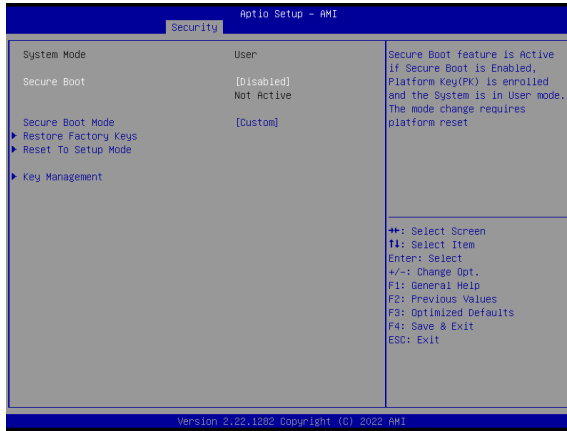 Aptio Setup - AMI
Security
System Mode User
Secure Boot [Disabled]
Not Active
Secure Boot Mode [Custom]
Restore Factory Keys
Reset To Setup Mode
Key Management
Secure Boot feature is Active
if Secure Boot is Enabled,
Platform Key(PK) is enrolled
and the System is in User mode.
The mode change requires
platform reset
→←: Select Screen
↑↓: Select Item
Enter: Select
+/-: Change Opt.
F1: General Help
F2: Previous Values
F3: Optimized Defaults
F4: Save & Exit
ESC: Exit
Version 2.22.1282 Copyright (C) 2022 AMI